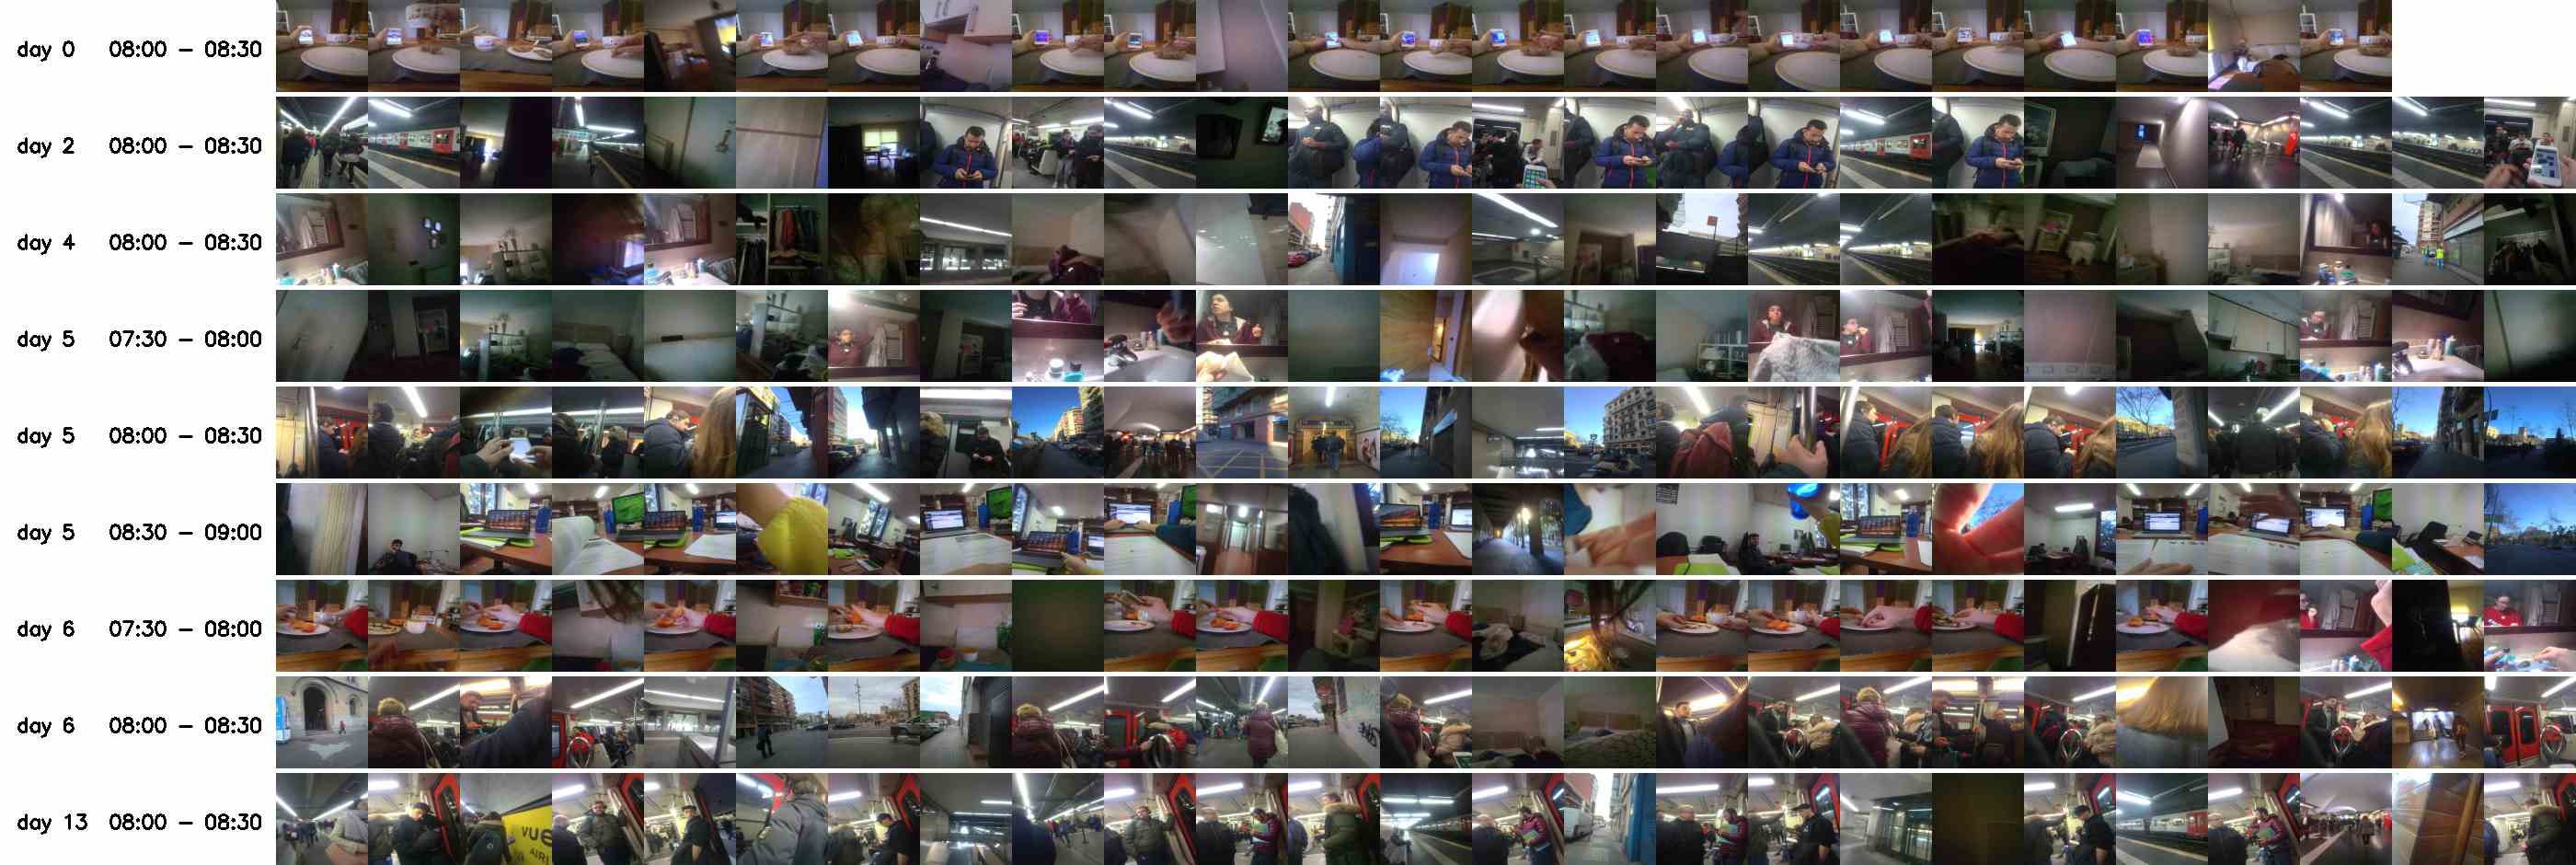 day 0 08:00 - 08:30
day 2 08:00 - 08:30
day 4 08:00 - 08:30
day 5 07:30 - 08:00
day 5 08:00 - 08:30
day 5 08:30 - 09:00
day 6 07:30 - 08:00
day 6 08:00 - 08:30
day 13 08:00 - 08:30
VUE